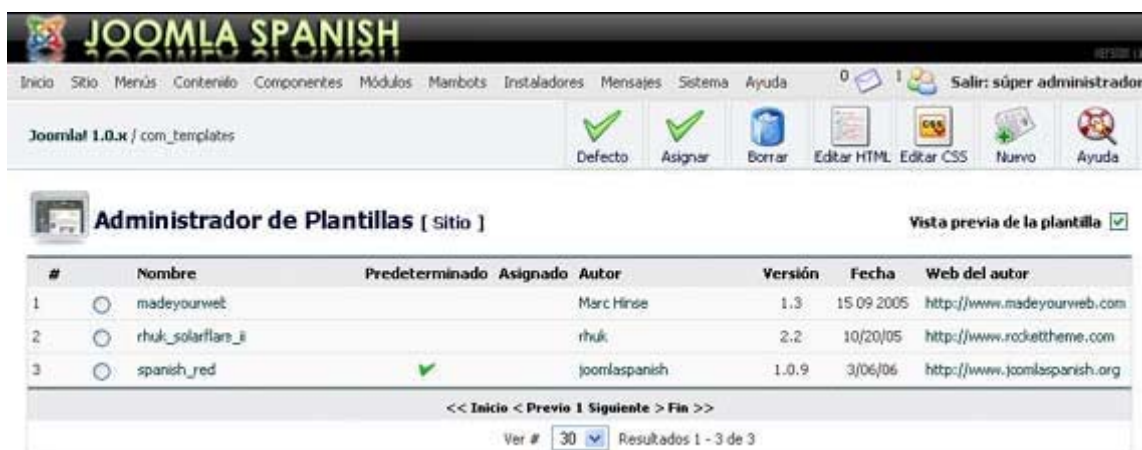 JOOMLA SPANISH
Inicio Sitio Menús Contenido Componentes Módulos Mambots Instaladores Mensajes Sistema Ayuda 0 1 Salir: súper administrador
Joomla! 1.0.x / com_templates
Defecto Asignar Borrar Editar HTML Editar CSS Nuevo Ayuda
Administrador de Plantillas [ Sitio ] Vista previa de la plantilla
# Nombre Predeterminado Asignado Autor Versión Fecha Web del autor
1 madeyourweb Marc Hinse 1.3 15 09 2005 http://www.madeyourweb.com
2 rhuk_solarflare_ii rhuk 2.2 10/20/05 http://www.rockettheme.com
3 spanish_red joomlaspanish 1.0.9 3/06/06 http://www.joomlaspanish.org
<< Inicio < Previo 1 Siguiente > Fin >>
Ver # 30 Resultados 1 - 3 de 3